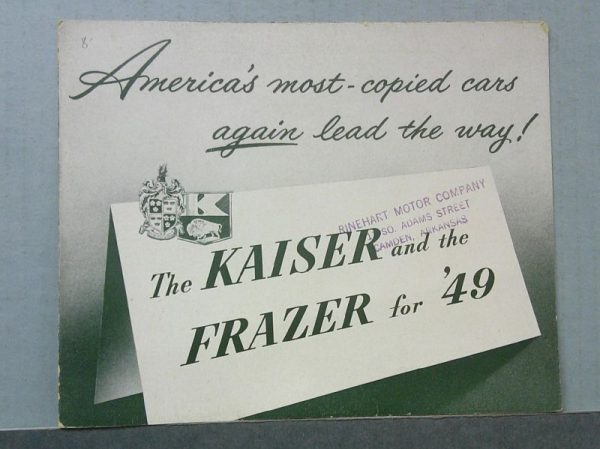 8
America's most-copied cars
again lead the way!
RINEHART MOTOR COMPANY
SO. ADAMS STREET
CAMDEN, ARKANSAS
The KAISER and the
FRAZER for '49